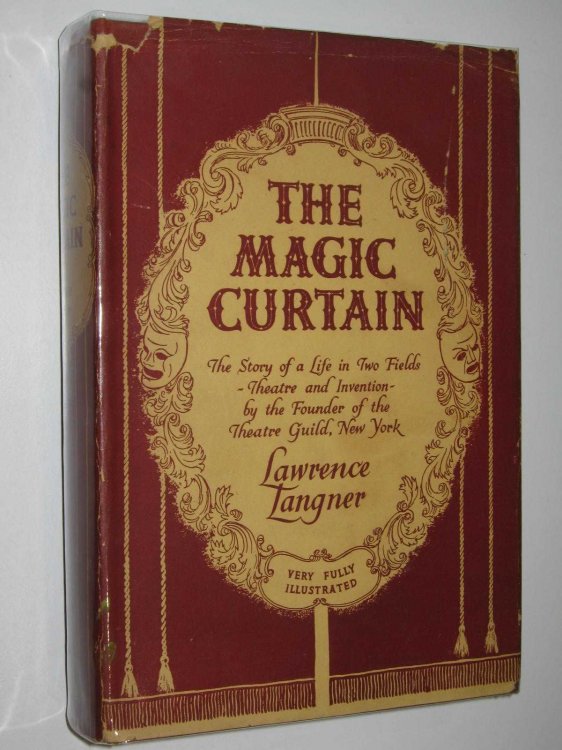 THE
MAGIC
CURTAIN
The Story of a Life in Two Fields
-Theatre and Invention-
by the Founder of the
Theatre Guild, New York
Lawrence
Langner
VERY FULLY
ILLUSTRATED